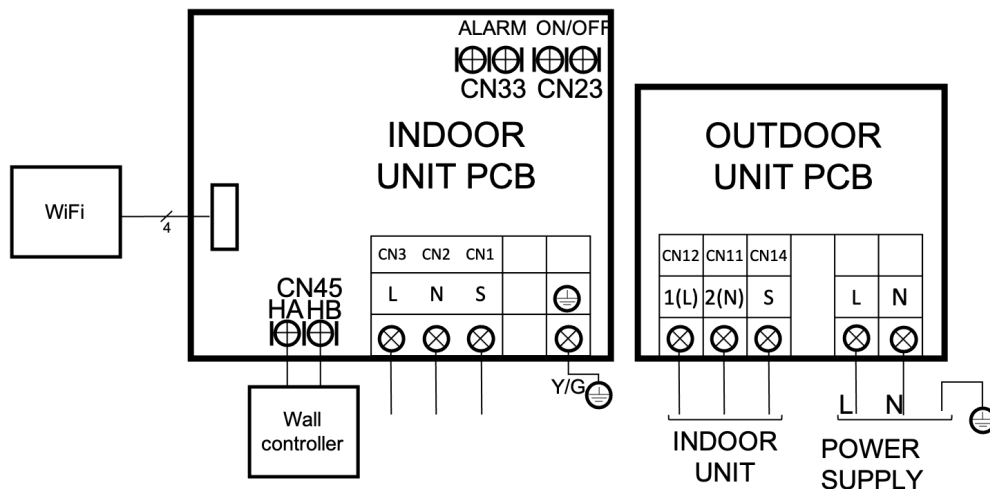 ALARM ON/OFF
CN33 CN23
INDOOR
UNIT PCB
WiFi
4
CN45
HA HB
CN3 CN2 CN1
L N S
Y/G
Wall
controller
OUTDOOR
UNIT PCB
CN12 CN11 CN14
1(L) 2(N) S L N
L N
INDOOR
UNIT
POWER
SUPPLY